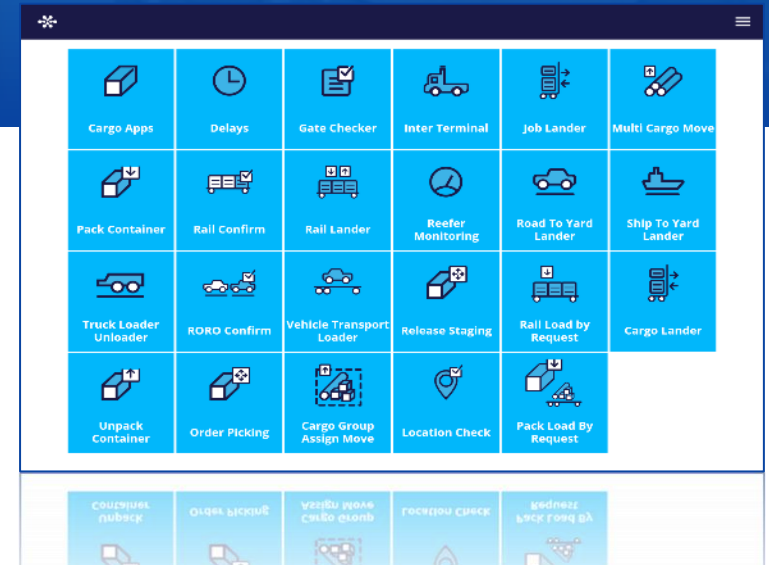 Cargo Apps
Delays
Gate Checker
Inter Terminal
Job Lander
Multi Cargo Move
Pack Container
Rail Confirm
Rail Lander
Reefer
Monitoring
Road To Yard
Lander
Ship To Yard
Lander
Truck Loader
Unloader
RORO Confirm
Vehicle Transport
Loader
Release Staging
Rail Load by
Request
Cargo Lander
Unpack
Container
Order Picking
Cargo Group
Assign Move
Location Check
Pack Load By
Request